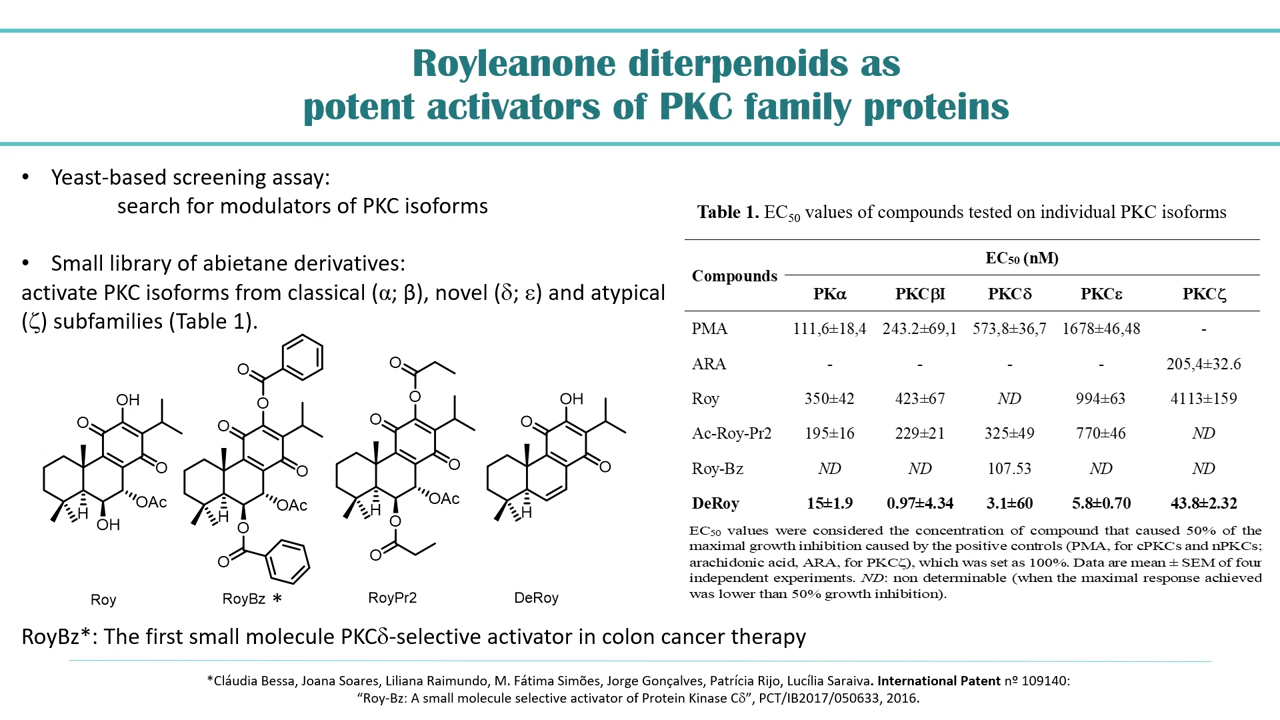 Royleanone diterpenoids as
potent activators of PKC family proteins
• Yeast-based screening assay:
search for modulators of PKC isoforms
• Small library of abietane derivatives:
activate PKC isoforms from classical (α; β), novel (δ; ε) and atypical
(ζ) subfamilies (Table 1).
O
O
OH
O
O
OAc
H
OH
Roy
O
O
O
O
OAc
H
O
O
RoyBz *
O
O
O
O
OAc
H
O
O
RoyPr2
OH
O
O
H
DeRoy
Table 1. EC50 values of compounds tested on individual PKC isoforms
Compounds EC50 (nM)
PKα PKCβI PKCδ PKCε PKCζ
PMA 111,6±18,4 243.2±69,1 573,8±36,7 1678±46,48 -
ARA - - - - 205,4±32.6
Roy 350±42 423±67 ND 994±63 4113±159
Ac-Roy-Pr2 195±16 229±21 325±49 770±46 ND
Roy-Bz ND ND 107.53 ND ND
DeRoy 15±1.9 0.97±4.34 3.1±60 5.8±0.70 43.8±2.32
EC50 values were considered the concentration of compound that caused 50% of the
maximal growth inhibition caused by the positive controls (PMA, for cPKCs and nPKCs;
arachidonic acid, ARA, for PKCζ), which was set as 100%. Data are mean ± SEM of four
independent experiments. ND: non determinable (when the maximal response achieved
was lower than 50% growth inhibition).
RoyBz*: The first small molecule PKCδ-selective activator in colon cancer therapy
*Cláudia Bessa, Joana Soares, Liliana Raimundo, M. Fátima Simões, Jorge Gonçalves, Patrícia Rijo, Lucília Saraiva. International Patent nº 109140:
“Roy-Bz: A small molecule selective activator of Protein Kinase Cδ”, PCT/IB2017/050633, 2016.